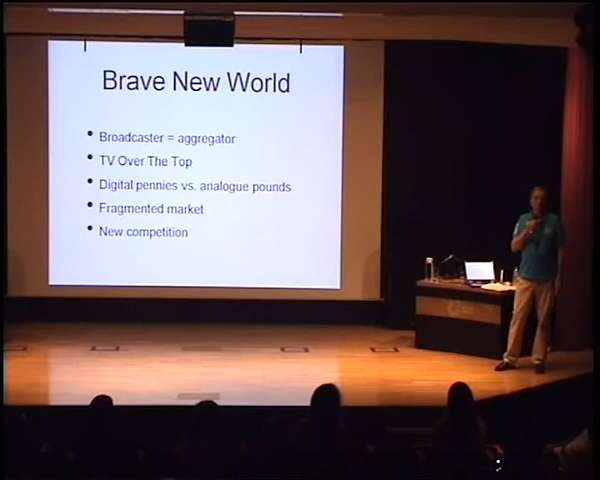 Brave New World
• Broadcaster = aggregator
• TV Over The Top
• Digital pennies vs. analogue pounds
• Fragmented market
• New competition